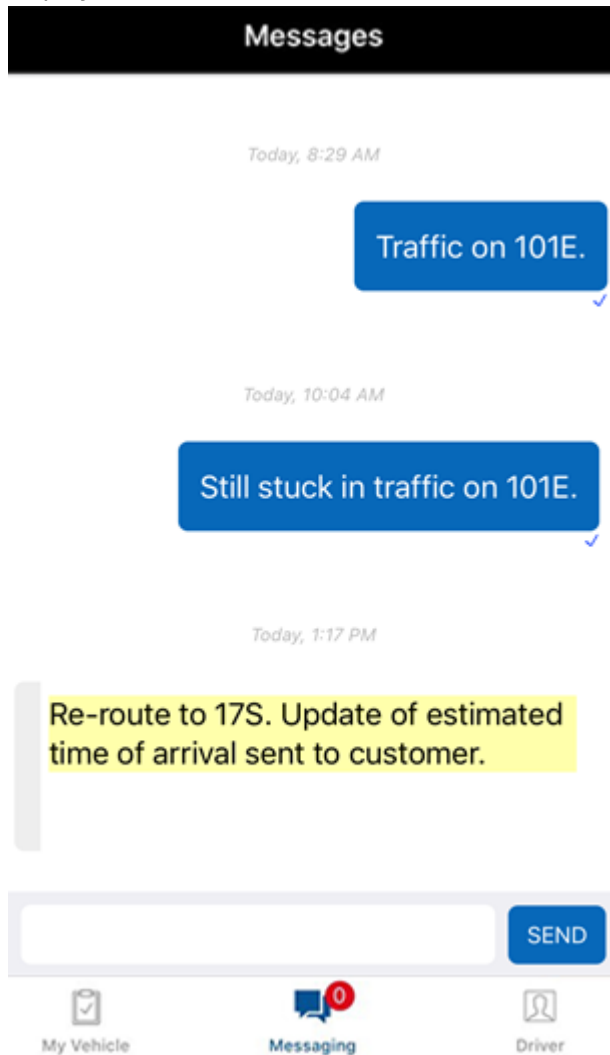 Messages
Today, 8:29 AM
Traffic on 101E.
Today, 10:04 AM
Still stuck in traffic on 101E.
Today, 1:17 PM
Re-route to 17S. Update of estimated
time of arrival sent to customer.
SEND
0
My Vehicle Messaging Driver